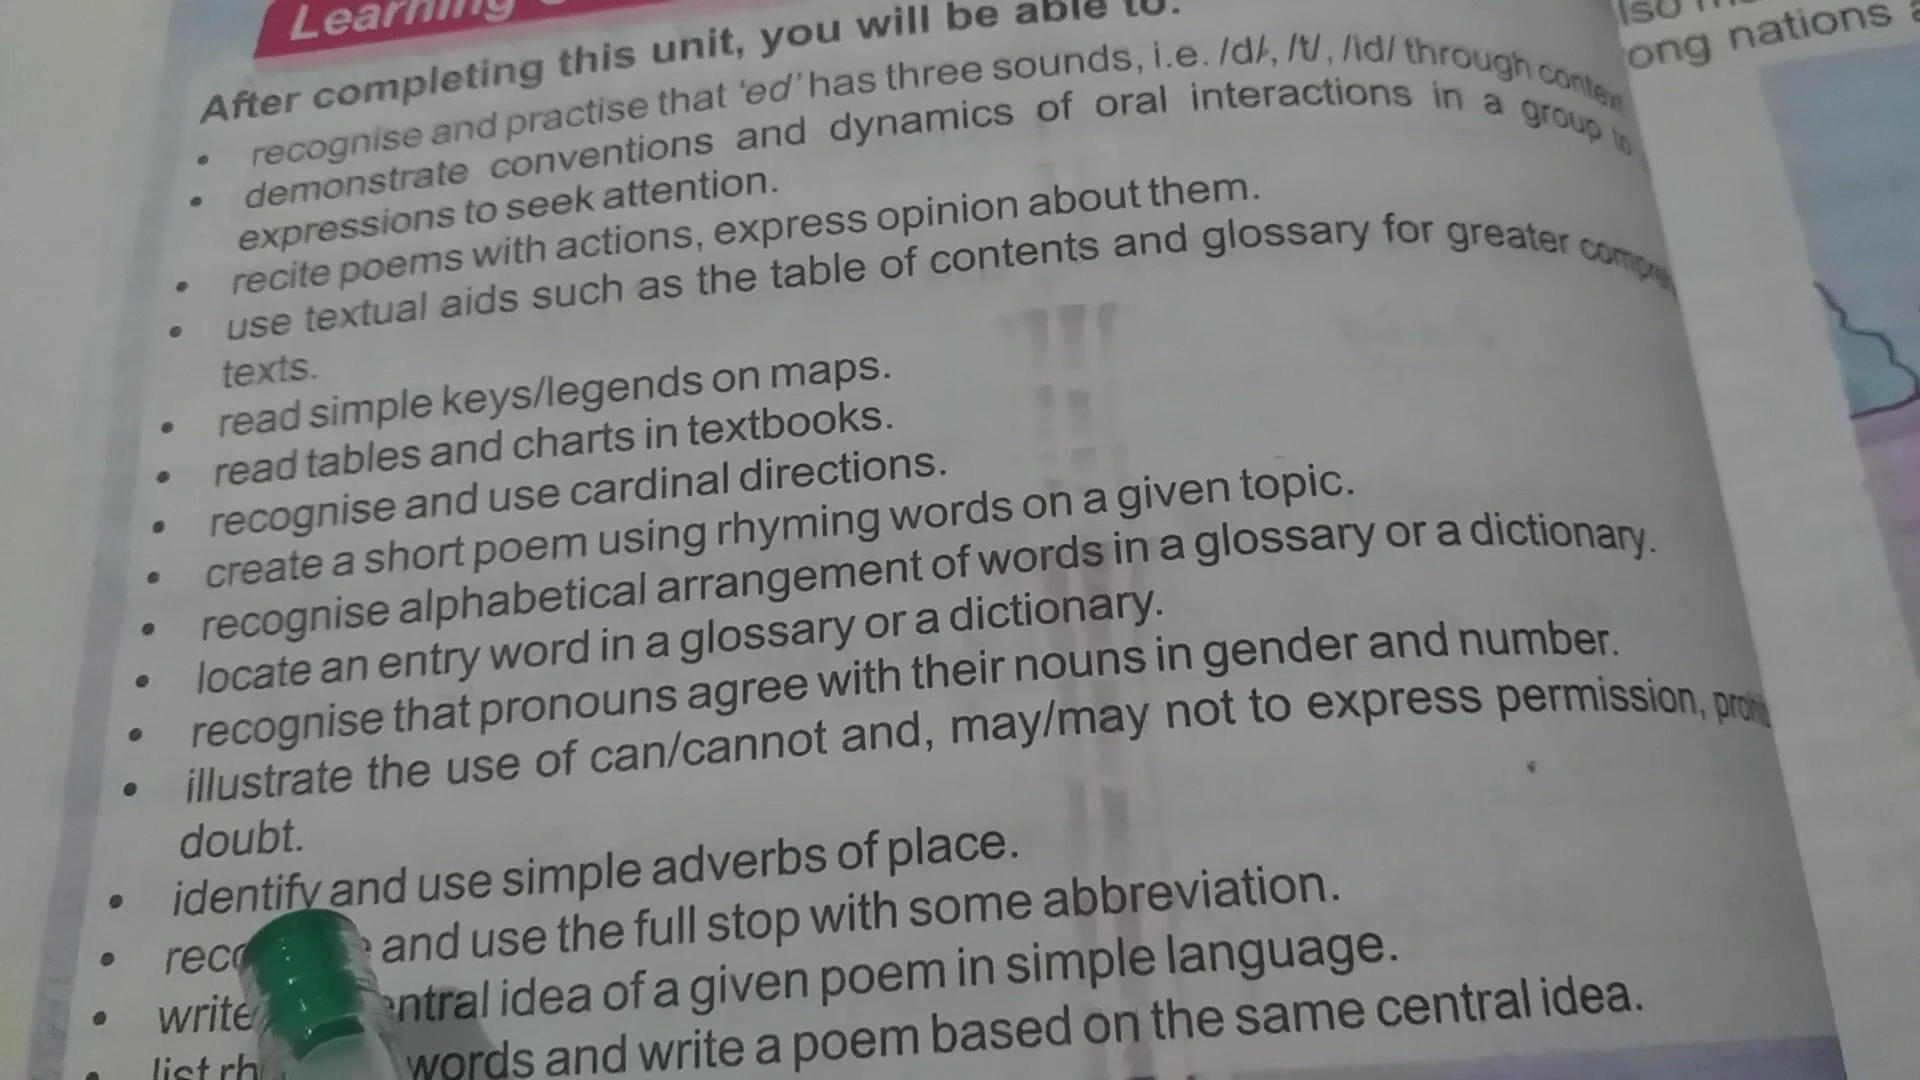 Learning
After completing this unit, you will be able to:
• recognise and practise that 'ed' has three sounds, i.e. /d/, /t/, /id/ through
• demonstrate conventions and dynamics of oral interactions in a group to
expressions to seek attention.
• recite poems with actions, express opinion about them.
• use textual aids such as the table of contents and glossary for greater
texts.
• read simple keys/legends on maps.
• read tables and charts in textbooks.
• recognise and use cardinal directions.
• create a short poem using rhyming words on a given topic.
• recognise alphabetical arrangement of words in a glossary or a dictionary.
• locate an entry word in a glossary or a dictionary.
• recognise that pronouns agree with their nouns in gender and number.
• illustrate the use of can/cannot and, may/may not to express permission,
doubt.
• identify and use simple adverbs of place.
• and use the full stop with some abbreviation.
• write idea of a given poem in simple language.
• list words and write a poem based on the same central idea.
nations